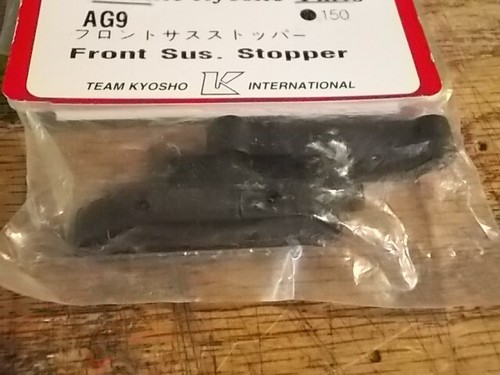 AG9
●150
フロントサスストッパー
Front Sus. Stopper
TEAM KYOSHO K INTERNATIONAL